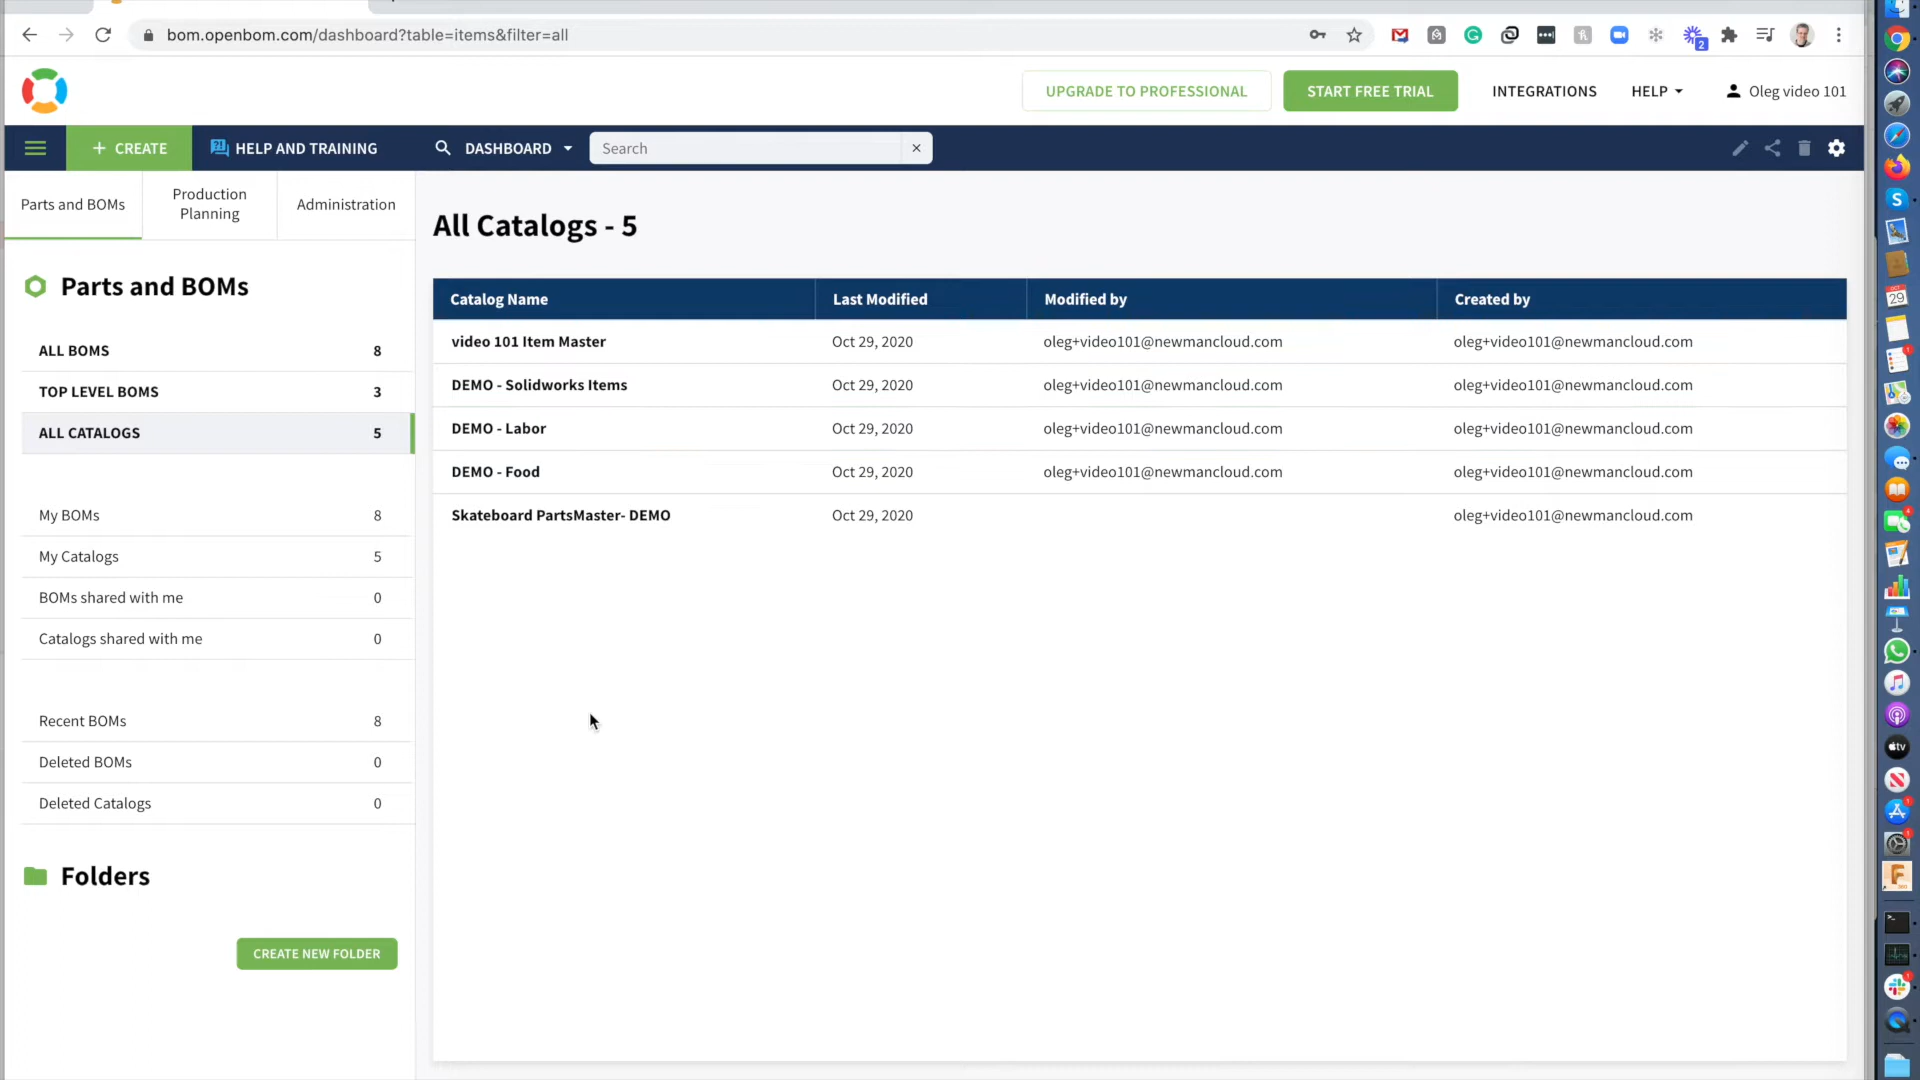 bom.openbom.com/dashboard?table=items&filter=all
2
UPGRADE TO PROFESSIONAL
START FREE TRIAL
INTEGRATIONS
HELP
Oleg video 101
+ CREATE
HELP AND TRAINING
DASHBOARD
Search
Parts and BOMs
Production
Planning
Administration
Parts and BOMs
ALL BOMS 8
TOP LEVEL BOMS 3
ALL CATALOGS 5
My BOMs 8
My Catalogs 5
BOMs shared with me 0
Catalogs shared with me 0
Recent BOMs 8
Deleted BOMs 0
Deleted Catalogs 0
Folders
CREATE NEW FOLDER
All Catalogs - 5
Catalog Name Last Modified Modified by Created by
video 101 Item Master Oct 29, 2020 oleg+video101@newmancloud.com oleg+video101@newmancloud.com
DEMO - Solidworks Items Oct 29, 2020 oleg+video101@newmancloud.com oleg+video101@newmancloud.com
DEMO - Labor Oct 29, 2020 oleg+video101@newmancloud.com oleg+video101@newmancloud.com
DEMO - Food Oct 29, 2020 oleg+video101@newmancloud.com oleg+video101@newmancloud.com
Skateboard PartsMaster- DEMO Oct 29, 2020 oleg+video101@newmancloud.com
29
tv